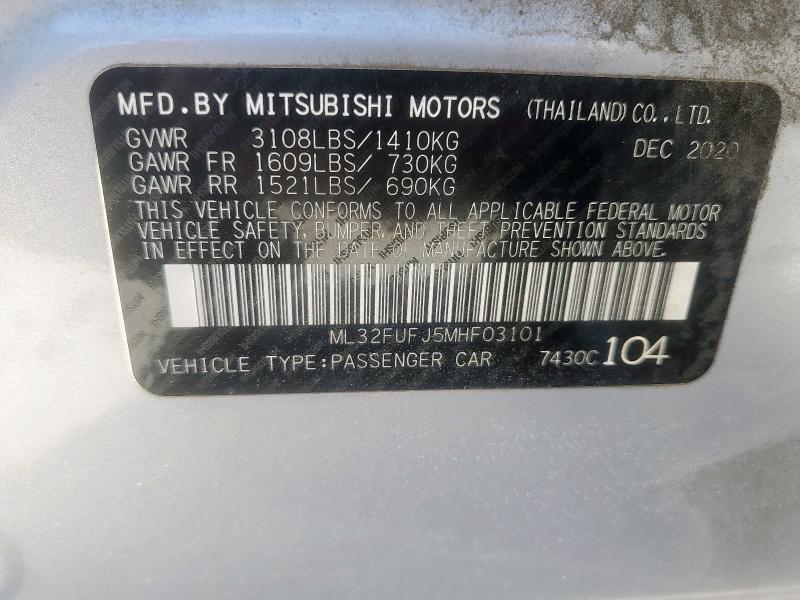 MFD.BY MITSUBISHI MOTORS (THAILAND) CO.,LTD.
GVWR 3108LBS/1410KG DEC 2020
GAWR FR 1609LBS/ 730KG
GAWR RR 1521LBS/ 690KG
THIS VEHICLE CONFORMS TO ALL APPLICABLE FEDERAL MOTOR
VEHICLE SAFETY, BUMPER, AND THEFT PREVENTION STANDARDS
IN EFFECT ON THE DATE OF MANUFACTURE SHOWN ABOVE.
ML32FUFJ5MHF03101
VEHICLE TYPE:PASSENGER CAR 7430C 104